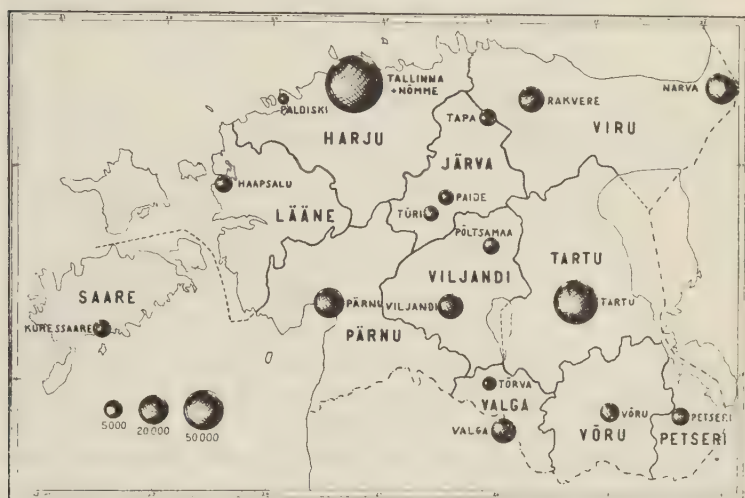 TALLINNA
+NÕMME
PALDISKI
HARJU
RAKVERE
NARVA
TAPA
VIRU
JÄRVA
HAAPSALU
LÄÄNE
PAIDE
TÜRI
PÕLTSAMAA
TARTU
VILJANDI
SAARE
PÄRNU
VILJANDI
TARTU
KURESSAARE
PÄRNU
TÕRVA
VALGA
5000
20000
50000
VALGA
VÕRU
VÕRU
PETSERI
PETSERI